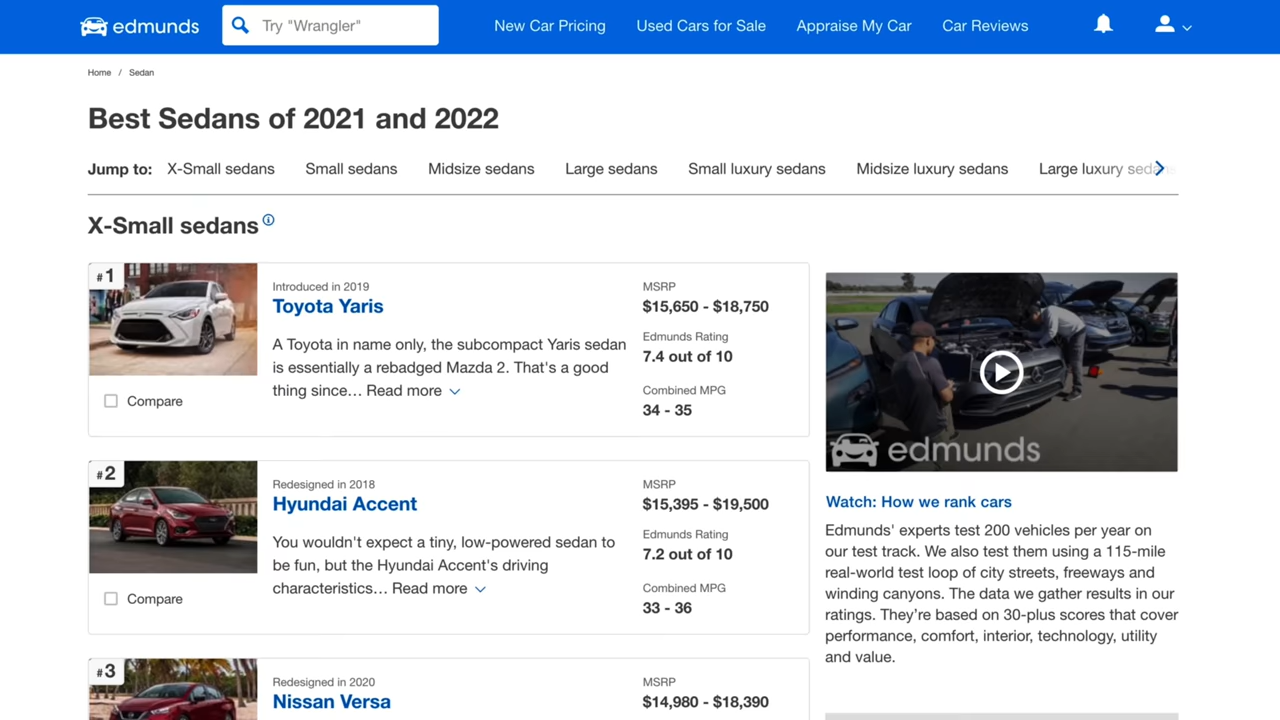 edmunds
Try "Wrangler"
New Car Pricing
Used Cars for Sale
Appraise My Car
Car Reviews
Home / Sedan
Best Sedans of 2021 and 2022
Jump to: X-Small sedans Small sedans Midsize sedans Large sedans Small luxury sedans Midsize luxury sedans Large luxury sedans
X-Small sedans
#1
Introduced in 2019
Toyota Yaris
A Toyota in name only, the subcompact Yaris sedan
is essentially a rebadged Mazda 2. That's a good
thing since… Read more
Compare
MSRP
$15,650 - $18,750
Edmunds Rating
7.4 out of 10
Combined MPG
34 - 35
#2
Redesigned in 2018
Hyundai Accent
You wouldn't expect a tiny, low-powered sedan to
be fun, but the Hyundai Accent's driving
characteristics… Read more
Compare
MSRP
$15,395 - $19,500
Edmunds Rating
7.2 out of 10
Combined MPG
33 - 36
#3
Redesigned in 2020
Nissan Versa
MSRP
$14,980 - $18,390
edmunds
Watch: How we rank cars
Edmunds' experts test 200 vehicles per year on
our test track. We also test them using a 115-mile
real-world test loop of city streets, freeways and
winding canyons. The data we gather results in our
ratings. They’re based on 30-plus scores that cover
performance, comfort, interior, technology, utility
and value.